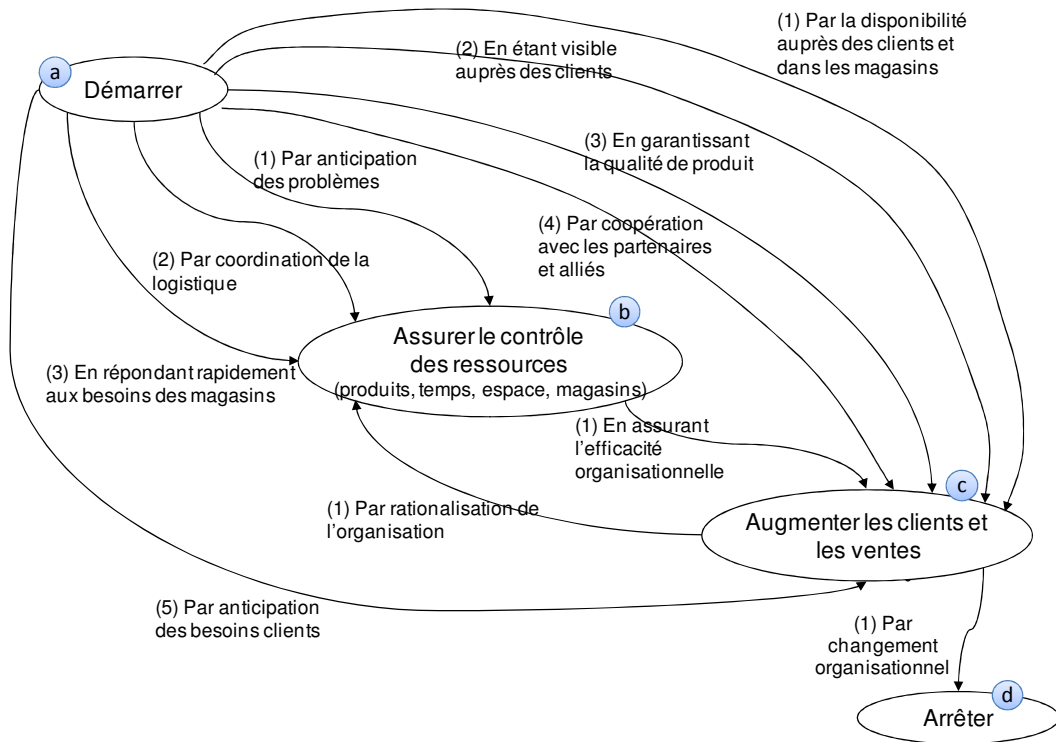 (1) Par la disponibilité
auprès des clients et
dans les magasins
(2) En étant visible
auprès des clients
a
Démarrer
(3) En garantissant
la qualité de produit
(1) Par anticipation
des problèmes
(4) Par coopération
avec les partenaires
et alliés
(2) Par coordination de la
logistique
b
Assurer le contrôle
des ressources
(produits, temps, espace, magasins)
(3) En répondant rapidement
aux besoins des magasins
(1) En assurant
l'efficacité
organisationnelle
c
(1) Par rationalisation de
l'organisation
Augmenter les clients et
les ventes
(5) Par anticipation
des besoins clients
(1) Par
changement
organisationnel
d
Arrêter